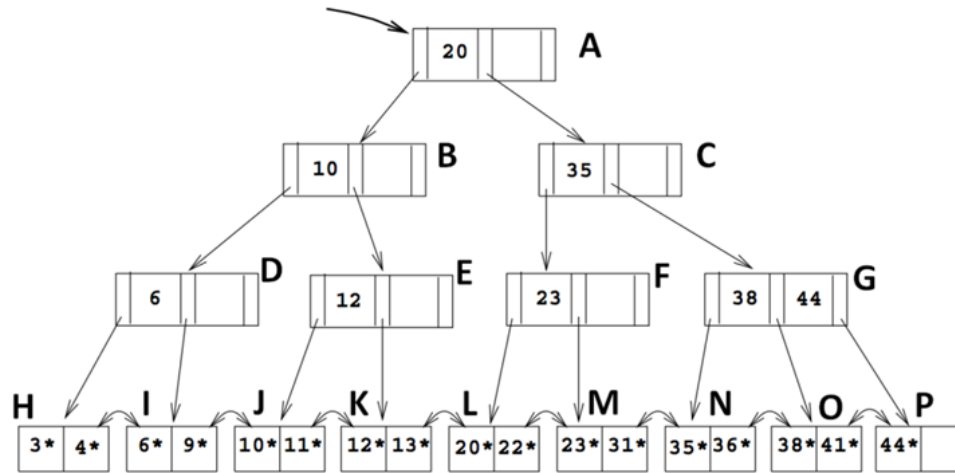 20 A
10 B 35 C
6 D 12 E 23 F 38 44 G
H I J K L M N O P
3* 4* 6* 9* 10* 11* 12* 13* 20* 22* 23* 31* 35* 36* 38* 41* 44*